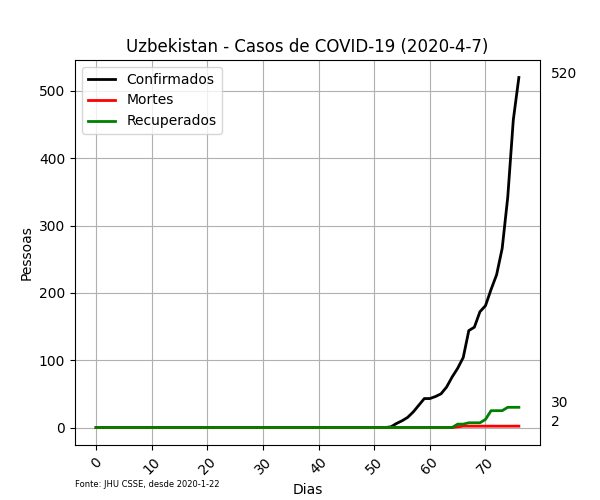 Uzbekistan - Casos de COVID-19 (2020-4-7)
Confirmados
Mortes
Recuperados
520
30
2
Pessoas
500
400
300
200
100
0
0 10 20 30 40 50 60 70
Dias
Fonte: JHU CSSE, desde 2020-1-22